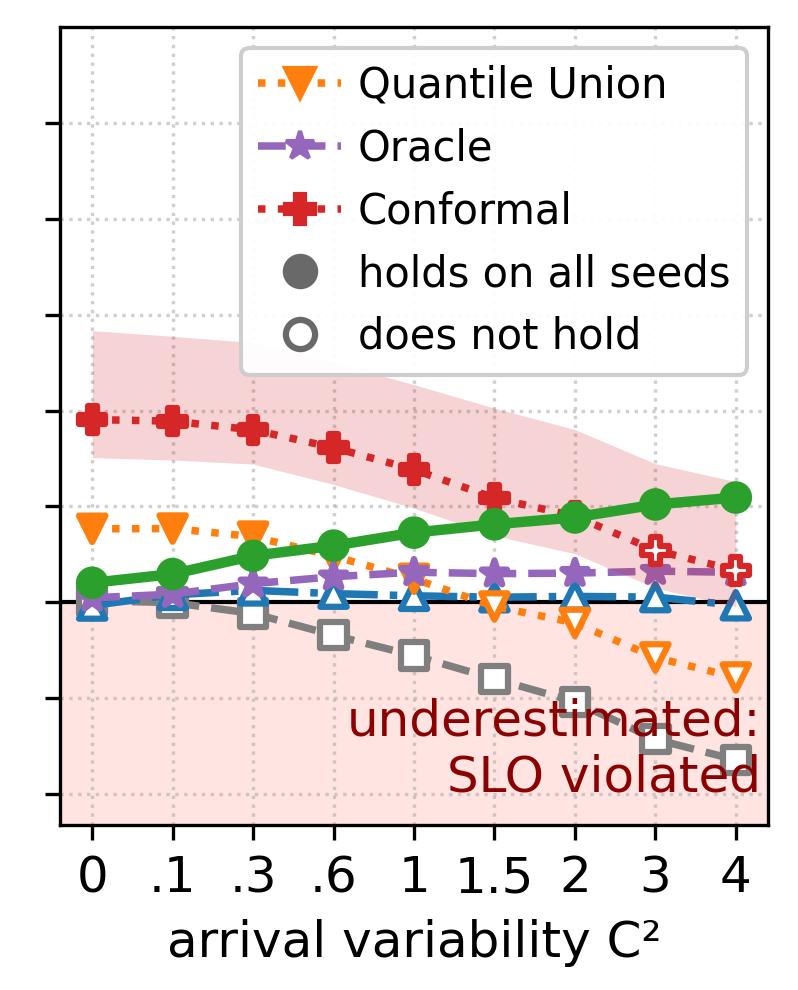 Quantile Union
Oracle
Conformal
holds on all seeds
does not hold
underestimated:
SLO violated
0 .1 .3 .6 1 1.5 2 3 4
arrival variability C²